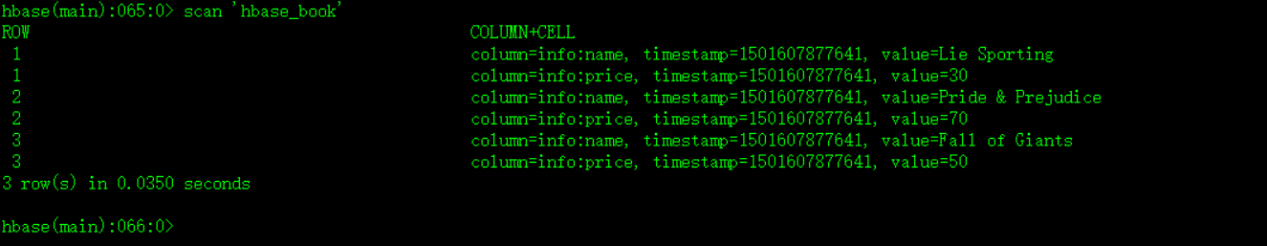 hbase(main):065:0> scan 'hbase_book'
ROW COLUMN+CELL
1 column=info:name, timestamp=1501607877641, value=Lie Sporting
1 column=info:price, timestamp=1501607877641, value=30
2 column=info:name, timestamp=1501607877641, value=Pride & Prejudice
2 column=info:price, timestamp=1501607877641, value=70
3 column=info:name, timestamp=1501607877641, value=Fall of Giants
3 column=info:price, timestamp=1501607877641, value=50
3 row(s) in 0.0350 seconds
hbase(main):066:0>